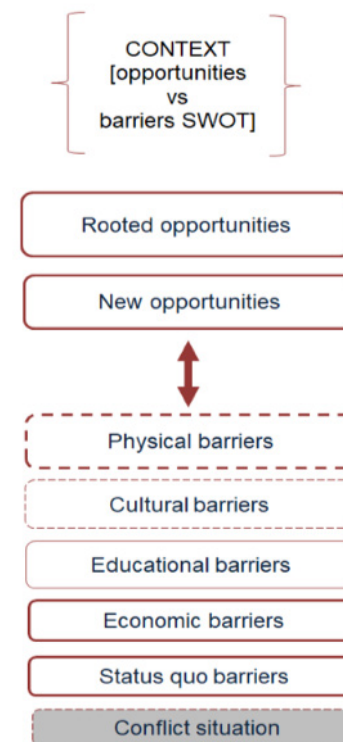 CONTEXT
[opportunities
vs
barriers SWOT]
Rooted opportunities
New opportunities
Physical barriers
Cultural barriers
Educational barriers
Economic barriers
Status quo barriers
Conflict situation